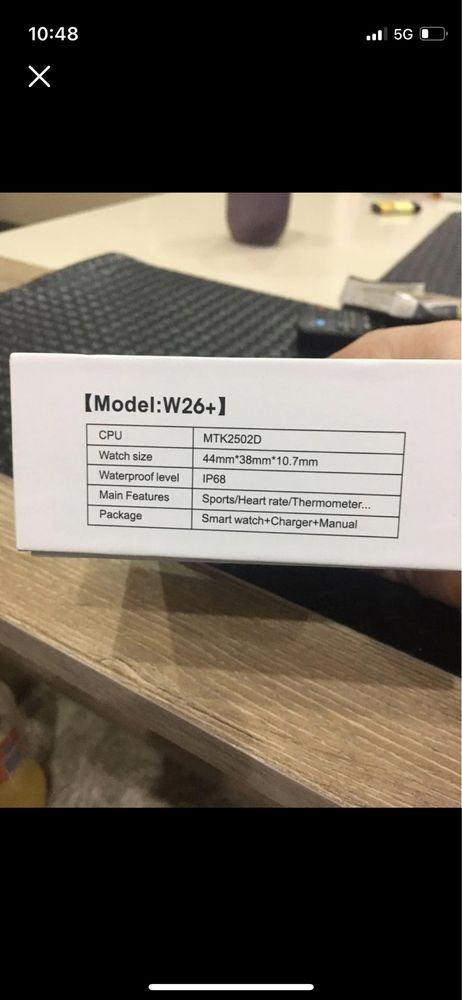 10:48
5G
【Model:W26+】
CPU MTK2502D
Watch size 44mm*38mm*10.7mm
Waterproof level IP68
Main Features Sports/Heart rate/Thermometer...
Package Smart watch+Charger+Manual